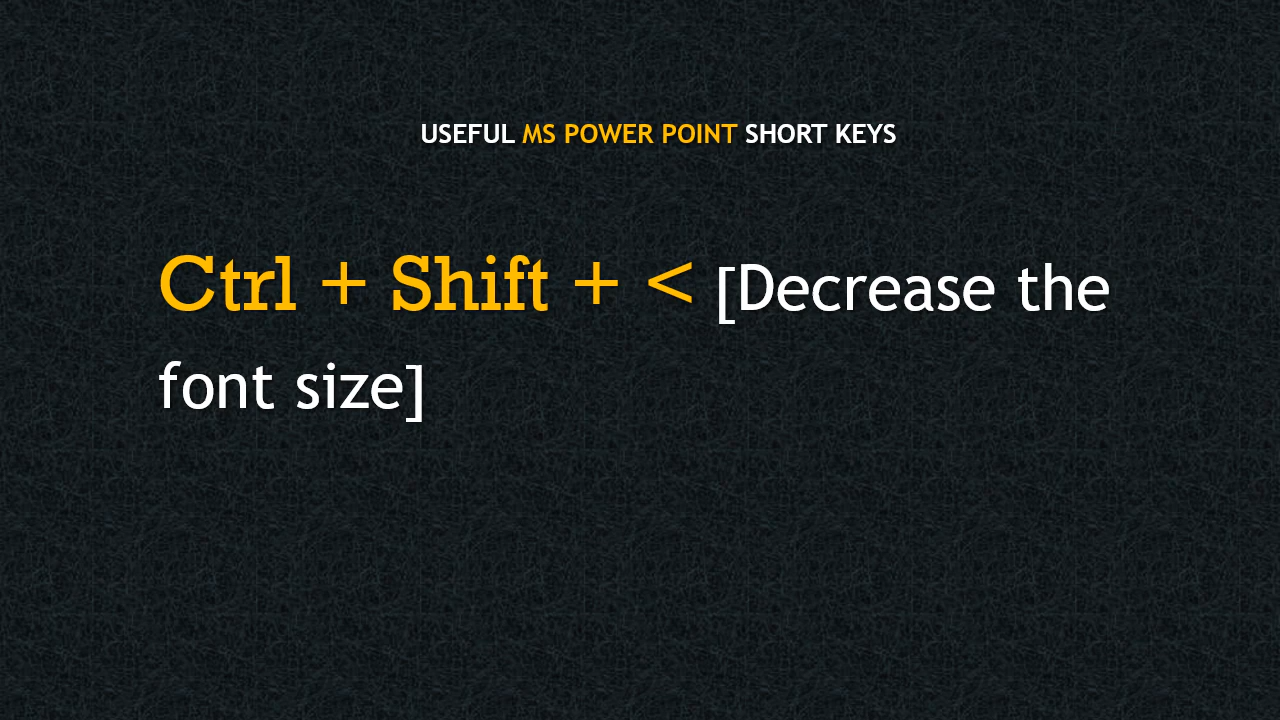 USEFUL MS POWER POINT SHORT KEYS
Ctrl + Shift + < [Decrease the
font size]